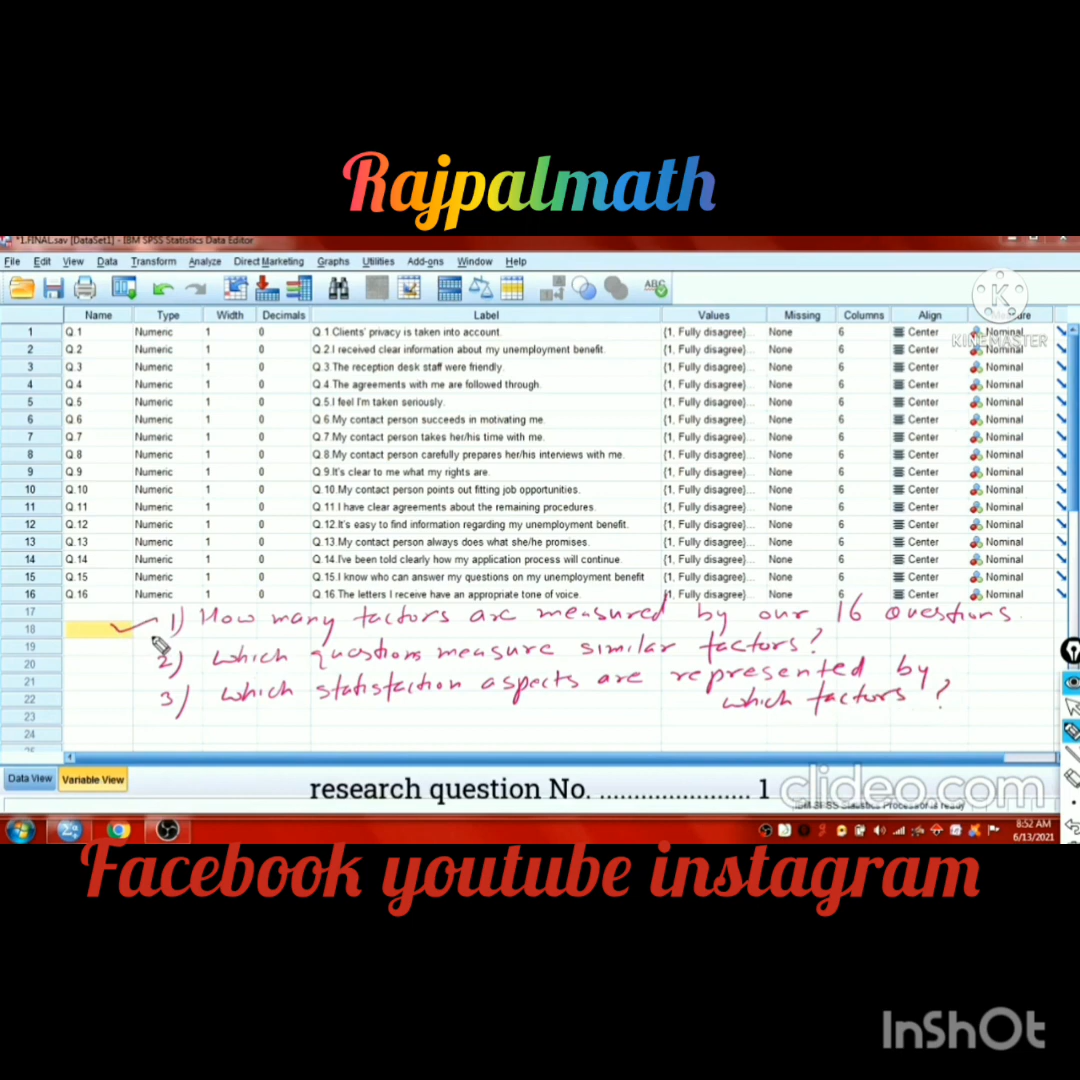 Rajpalmath
*1.FINAL.sav [DataSet1] - IBM SPSS Statistics Data Editor
File Edit View Data Transform Analyze Direct Marketing Graphs Utilities Add-ons Window Help
Name Type Width Decimals Label Values Missing Columns Align
1 Q.1 Numeric 1 0 Q.1 Clients' privacy is taken into account. {1, Fully disagree}... None 6 Center Nominal
2 Q.2 Numeric 1 0 Q.2.I received clear information about my unemployment benefit. {1, Fully disagree}... None 6 Center Nominal
3 Q.3 Numeric 1 0 Q.3 The reception desk staff were friendly. {1, Fully disagree}... None 6 Center Nominal
4 Q.4 Numeric 1 0 Q.4 The agreements with me are followed through. {1, Fully disagree}... None 6 Center Nominal
5 Q.5 Numeric 1 0 Q.5.I feel I'm taken seriously. {1, Fully disagree}... None 6 Center Nominal
6 Q.6 Numeric 1 0 Q.6 My contact person succeeds in motivating me. {1, Fully disagree}... None 6 Center Nominal
7 Q.7 Numeric 1 0 Q.7 My contact person takes her/his time with me. {1, Fully disagree}... None 6 Center Nominal
8 Q.8 Numeric 1 0 Q.8.My contact person carefully prepares her/his interviews with me. {1, Fully disagree}... None 6 Center Nominal
9 Q.9 Numeric 1 0 Q.9.It's clear to me what my rights are. {1, Fully disagree}... None 6 Center Nominal
10 Q.10 Numeric 1 0 Q.10.My contact person points out fitting job opportunities. {1, Fully disagree}... None 6 Center Nominal
11 Q.11 Numeric 1 0 Q.11 I have clear agreements about the remaining procedures. {1, Fully disagree}... None 6 Center Nominal
12 Q.12 Numeric 1 0 Q.12.It's easy to find information regarding my unemployment benefit. {1, Fully disagree}... None 6 Center Nominal
13 Q.13 Numeric 1 0 Q.13.My contact person always does what she/he promises. {1, Fully disagree}... None 6 Center Nominal
14 Q.14 Numeric 1 0 Q.14.I've been told clearly how my application process will continue. {1, Fully disagree}... None 6 Center Nominal
15 Q.15 Numeric 1 0 Q.15.I know who can answer my questions on my unemployment benefit {1, Fully disagree}... None 6 Center Nominal
16 Q.16 Numeric 1 0 Q.16 The letters I receive have an appropriate tone of voice. {1, Fully disagree}... None 6 Center Nominal
K
KINEMASTER
17
1) How many factors are measured by our 16 questions.
18
19
2) which questions measure similar factors?
20
21
3) which statisfaction aspects are represented by
22
which factors ?
23
24
Data View Variable View
research question No. ...................... 1
clideo.com
IBM SPSS Statistics Processor is ready
8:52 AM
6/13/2021
Facebook youtube instagram
InShOt